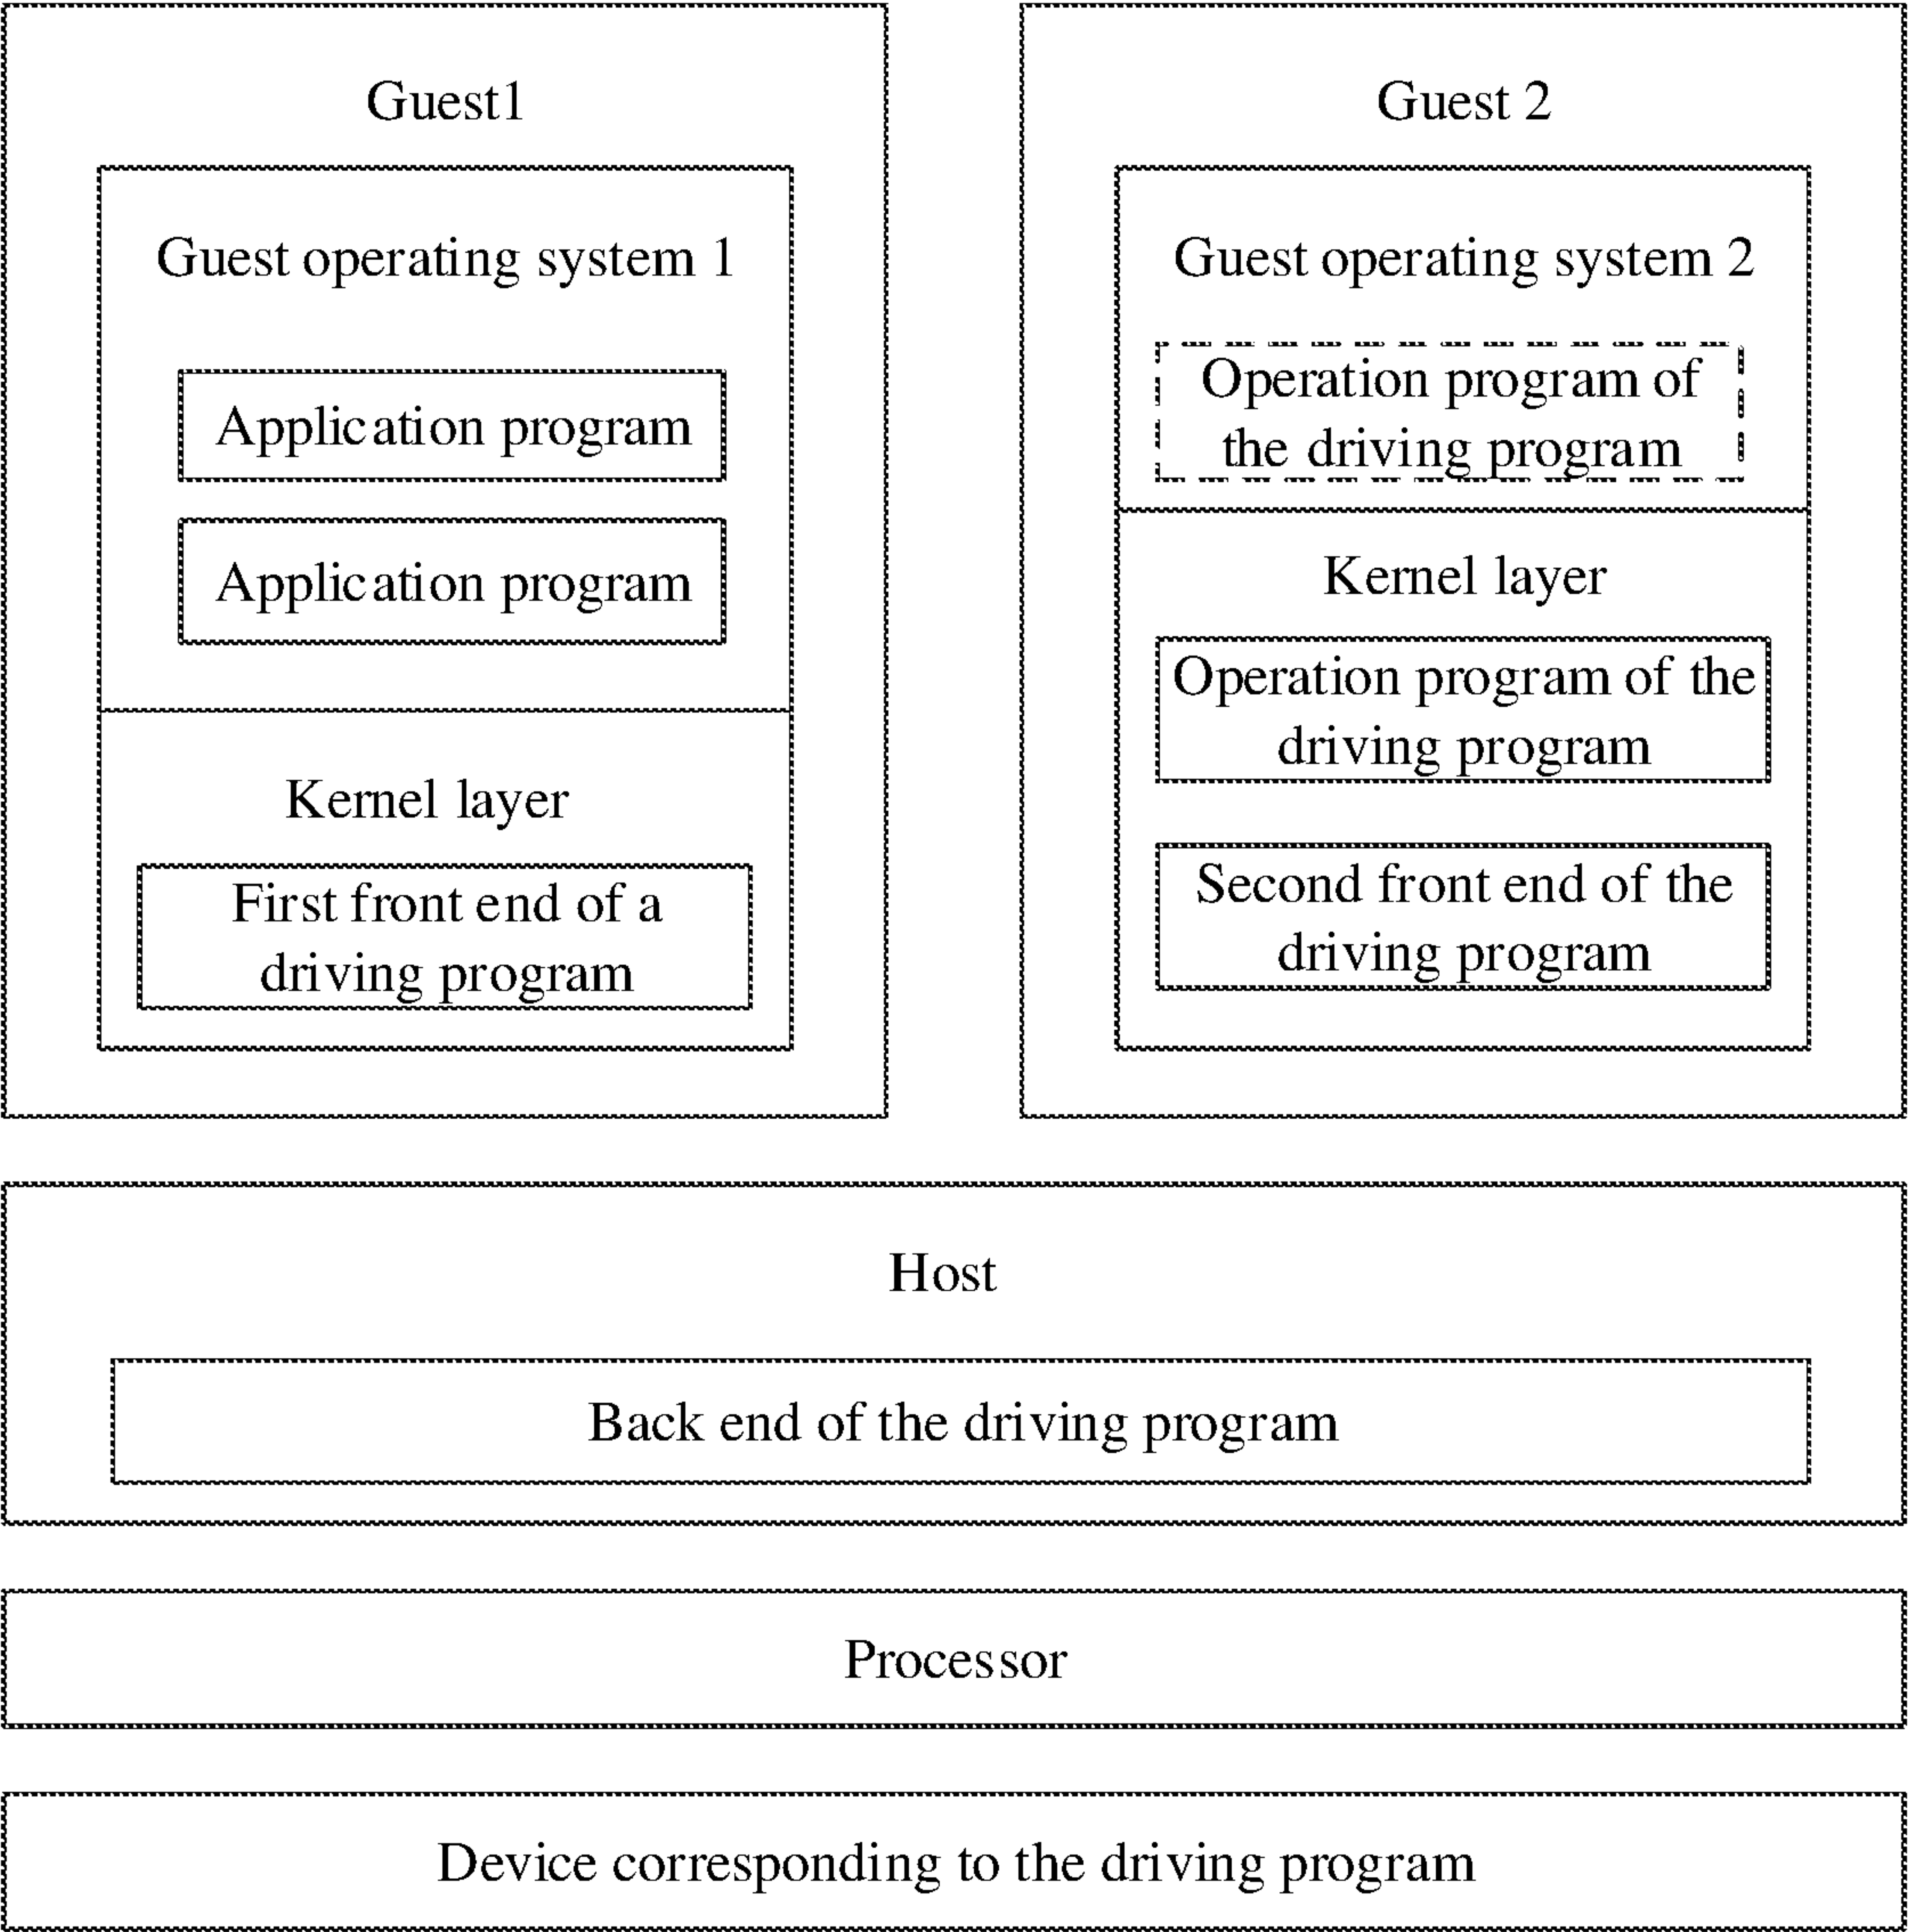 Guest1
Guest operating system 1
Application program
Application program
Kernel layer
First front end of a
driving program
Guest 2
Guest operating system 2
Operation program of
the driving program
Kernel layer
Operation program of the
driving program
Second front end of the
driving program
Host
Back end of the driving program
Processor
Device corresponding to the driving program